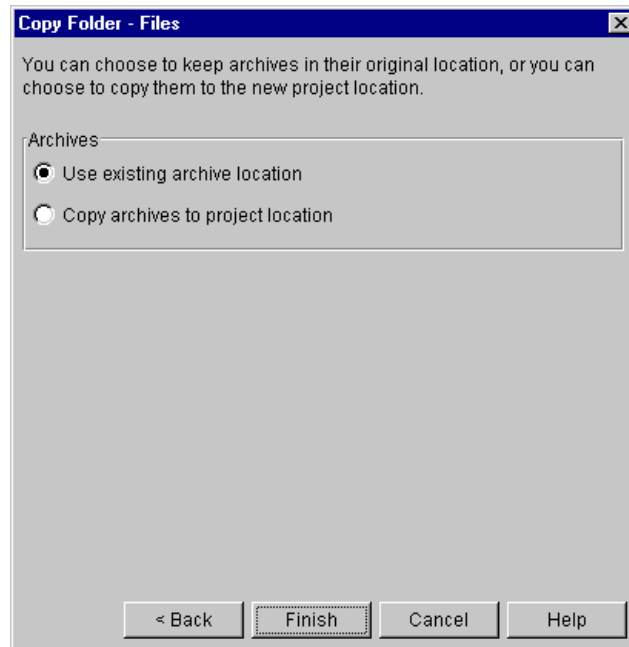 Copy Folder - Files
You can choose to keep archives in their original location, or you can
choose to copy them to the new project location.
Archives
Use existing archive location
Copy archives to project location
< Back Finish Cancel Help